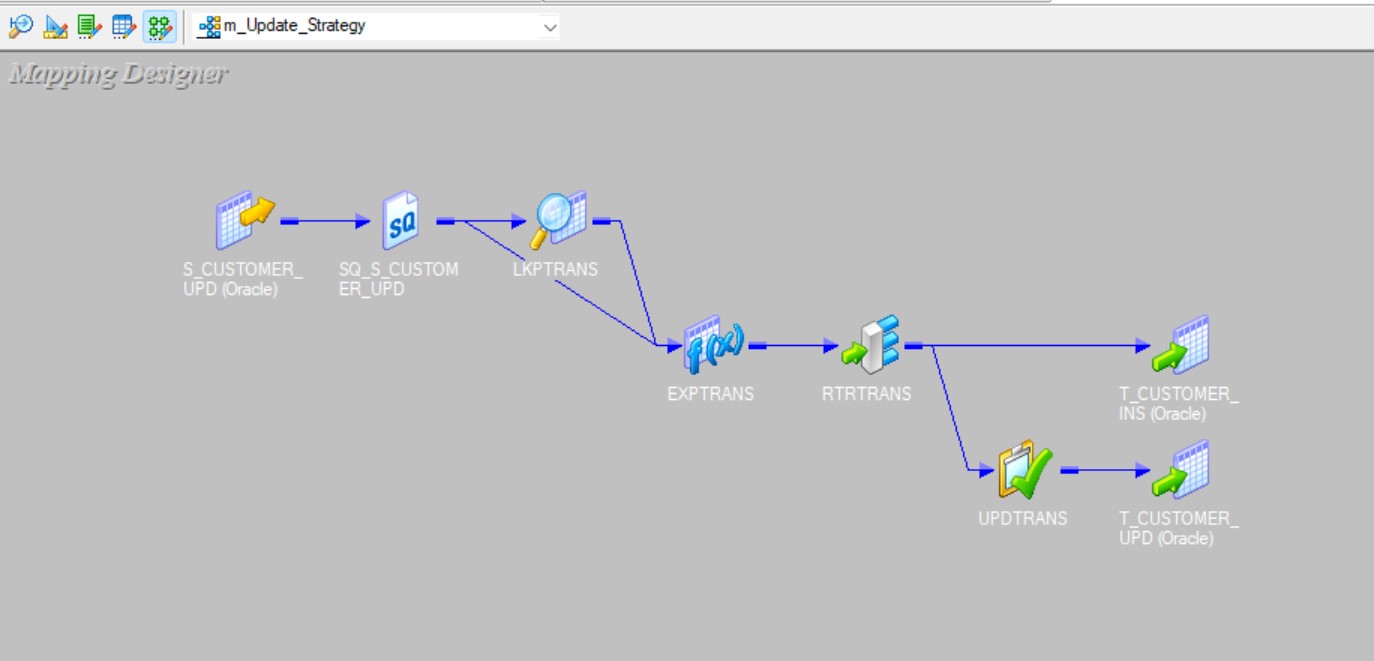 m_Update_Strategy
Mapping Designer
S_CUSTOMER_
UPD (Oracle)
SQ_S_CUSTOM
ER_UPD
LKPTRANS
EXPTRANS
RTRTRANS
T_CUSTOMER_
INS (Oracle)
UPDTRANS
T_CUSTOMER_
UPD (Oracle)